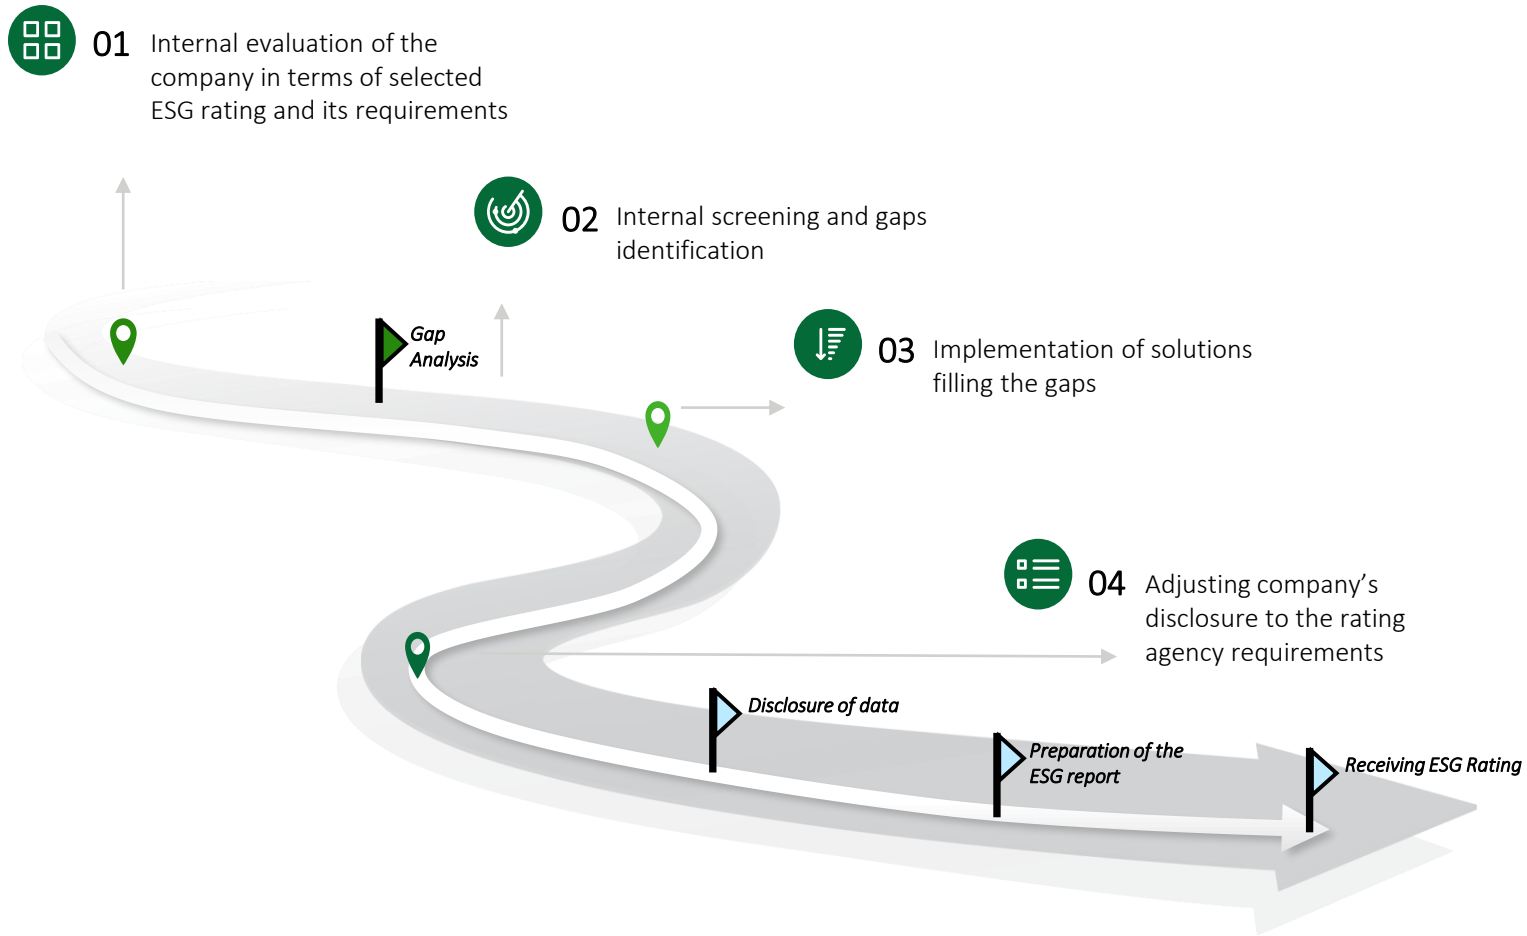 01
Internal evaluation of the
company in terms of selected
ESG rating and its requirements
02
Internal screening and gaps
identification
Gap
Analysis
03
Implementation of solutions
filling the gaps
04
Adjusting company’s
disclosure to the rating
agency requirements
Disclosure of data
Preparation of the
ESG report
Receiving ESG Rating